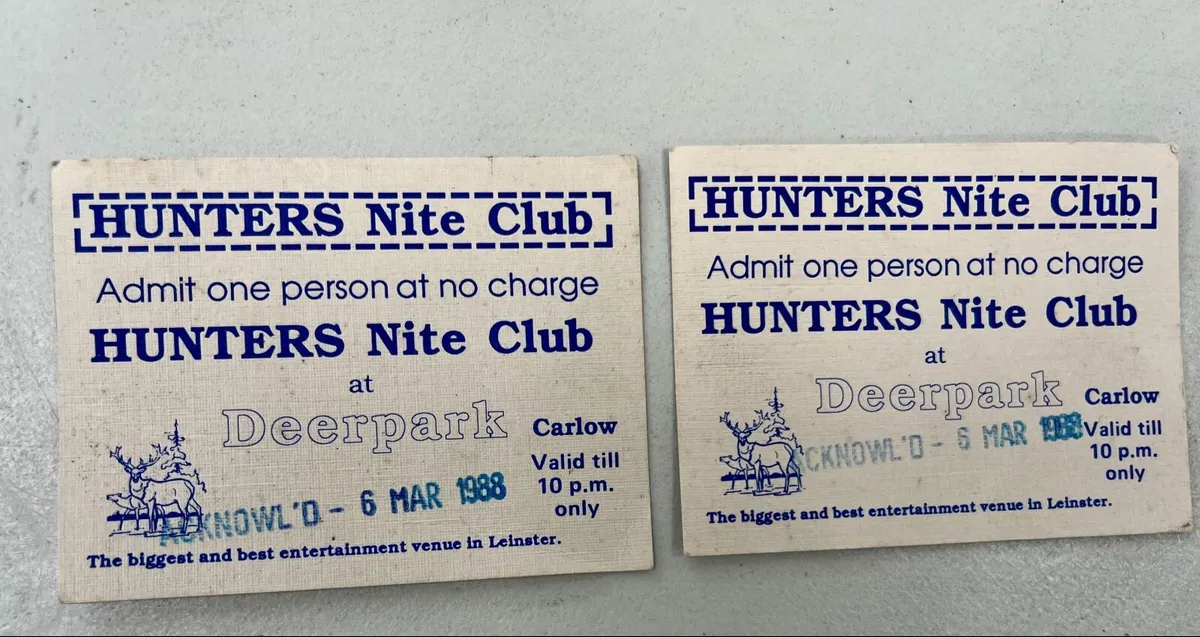 HUNTERS Nite Club
Admit one person at no charge
HUNTERS Nite Club
at
Deerpark
Carlow
Valid till
10 p.m.
only
ACKNOWL'D - 6 MAR 1988
The biggest and best entertainment venue in Leinster.
HUNTERS Nite Club
Admit one person at no charge
HUNTERS Nite Club
at
Deerpark
Carlow
Valid till
10 p.m.
only
ACKNOWL'D - 6 MAR 1988
The biggest and best entertainment venue in Leinster.